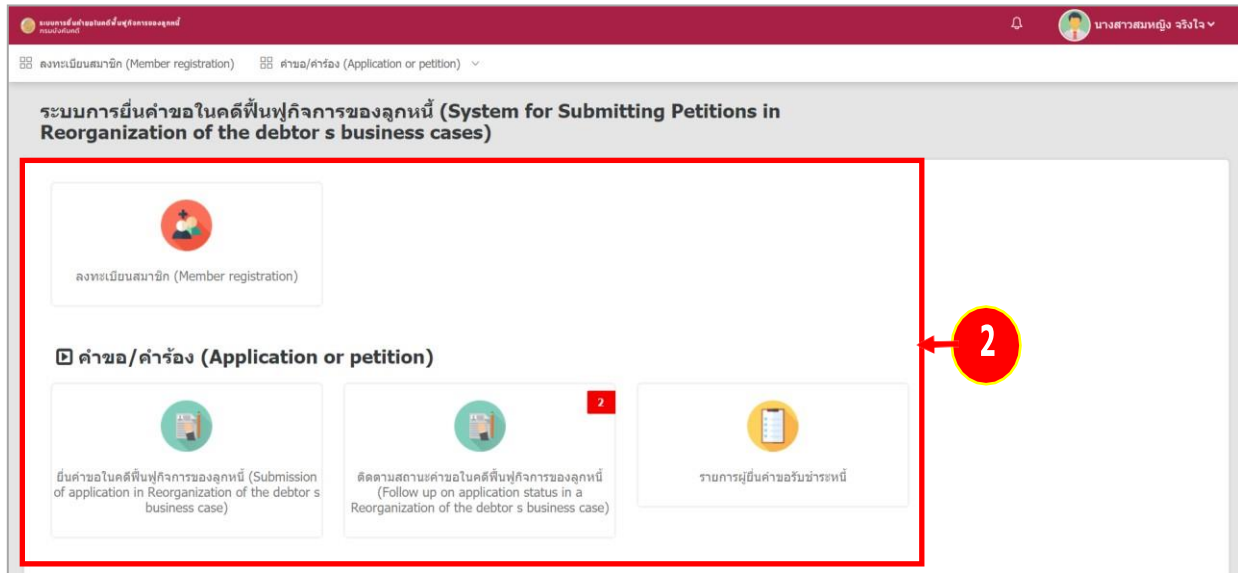 ระบบการยื่นคำขอในคดีฟื้นฟูกิจการของลูกหนี้
กรมบังคับคดี
นางสาวสมหญิง จริงใจ
ลงทะเบียนสมาชิก (Member registration)
คำขอ/คำร้อง (Application or petition)
ระบบการยื่นคำขอในคดีฟื้นฟูกิจการของลูกหนี้ (System for Submitting Petitions in
Reorganization of the debtor s business cases)
ลงทะเบียนสมาชิก (Member registration)
2
คำขอ/คำร้อง (Application or petition)
ยื่นคำขอในคดีฟื้นฟูกิจการของลูกหนี้ (Submission
of application in Reorganization of the debtor s
business case)
2
ติดตามสถานะคำขอในคดีฟื้นฟูกิจการของลูกหนี้
(Follow up on application status in a
Reorganization of the debtor s business case)
รายการผู้ยื่นคำขอรับชำระหนี้